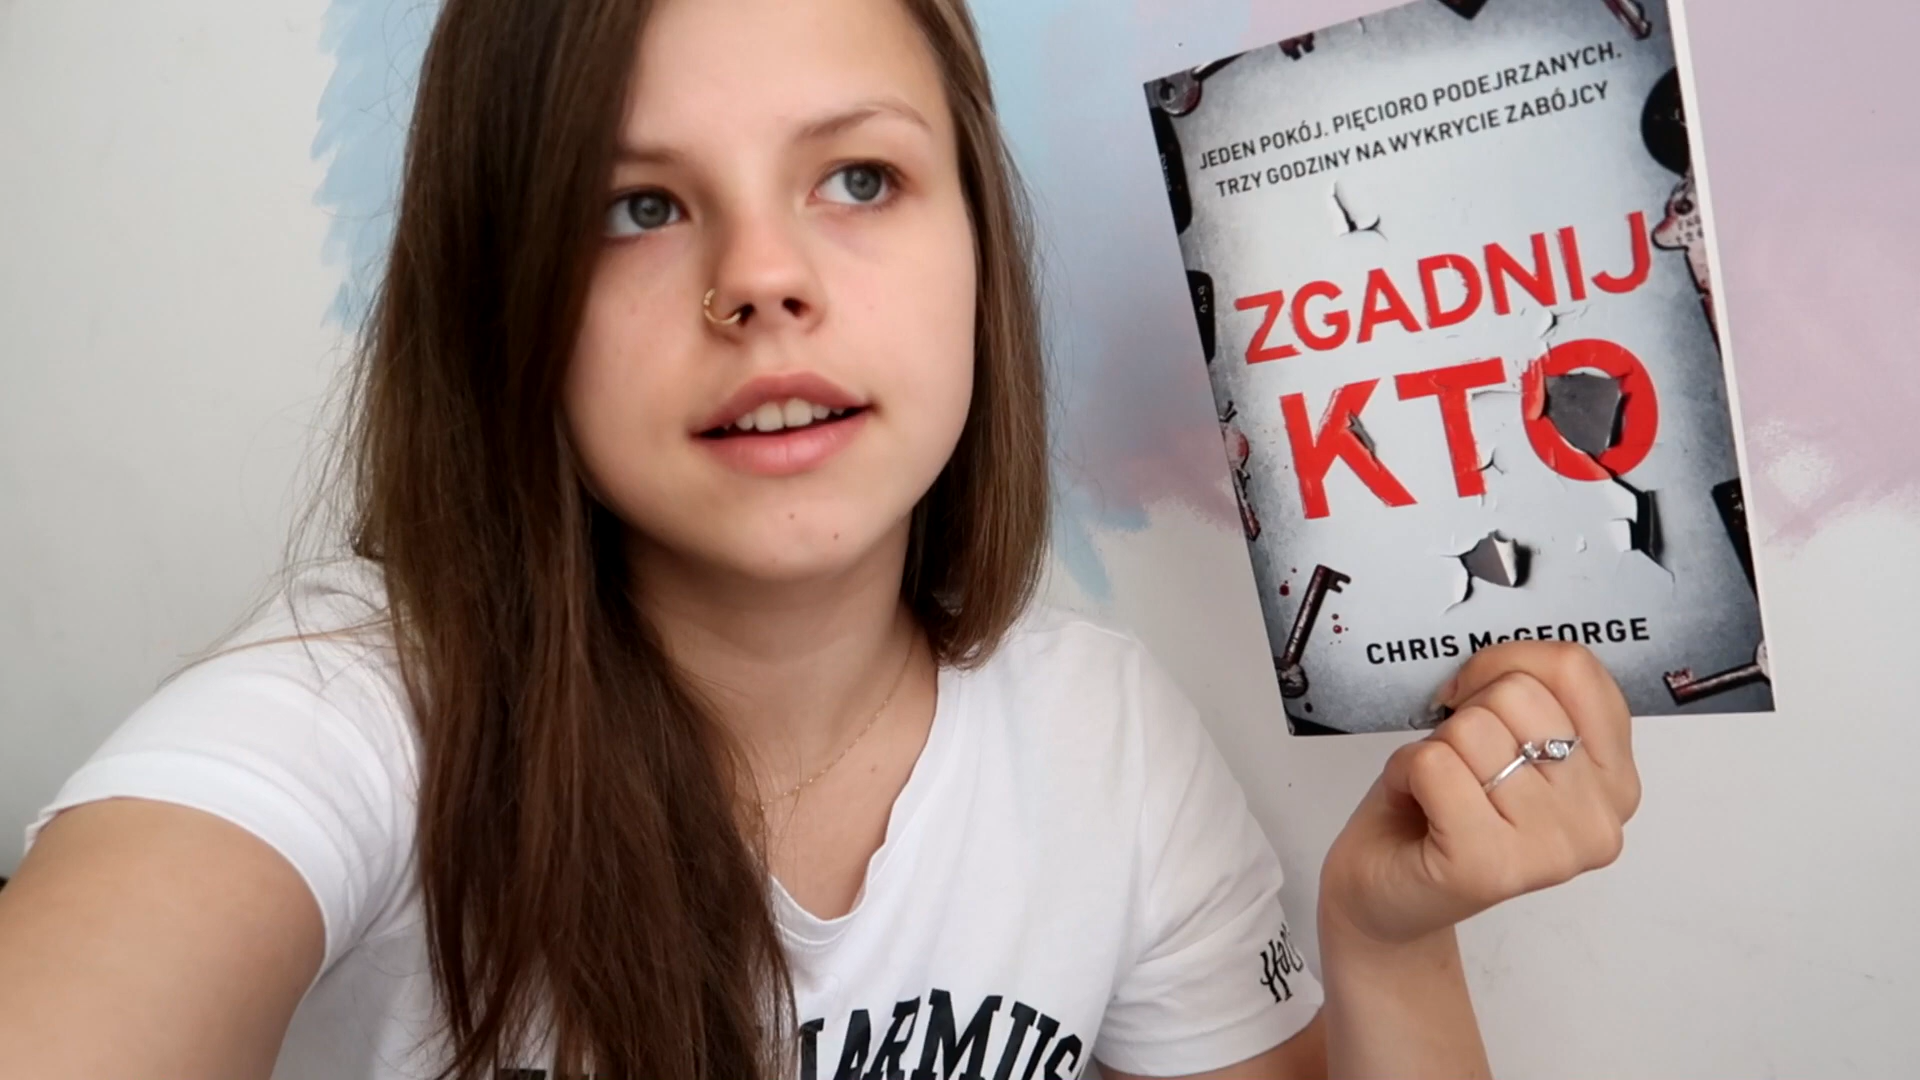 JEDEN POKÓJ. PIĘCIORO PODEJRZANYCH.
TRZY GODZINY NA WYKRYCIE ZABÓJCY
ZGADNIJ
KTO
CHRIS McGEORGE